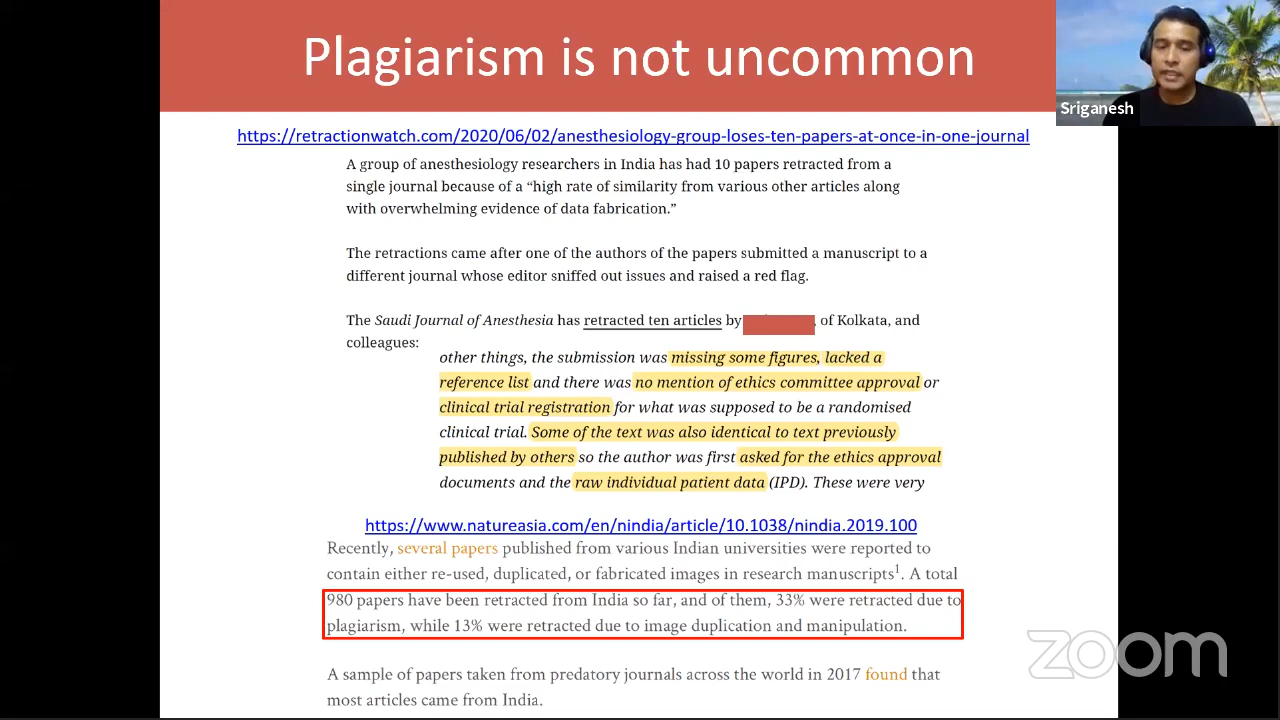 Plagiarism is not uncommon
Sriganesh
https://retractionwatch.com/2020/06/02/anesthesiology-group-loses-ten-papers-at-once-in-one-journal
A group of anesthesiology researchers in India has had 10 papers retracted from a
single journal because of a “high rate of similarity from various other articles along
with overwhelming evidence of data fabrication.”
The retractions came after one of the authors of the papers submitted a manuscript to a
different journal whose editor sniffed out issues and raised a red flag.
The Saudi Journal of Anesthesia has retracted ten articles by , of Kolkata, and
colleagues:
other things, the submission was missing some figures, lacked a
reference list and there was no mention of ethics committee approval or
clinical trial registration for what was supposed to be a randomised
clinical trial. Some of the text was also identical to text previously
published by others so the author was first asked for the ethics approval
documents and the raw individual patient data (IPD). These were very
https://www.natureasia.com/en/nindia/article/10.1038/nindia.2019.100
Recently, several papers published from various Indian universities were reported to
contain either re-used, duplicated, or fabricated images in research manuscripts1. A total
980 papers have been retracted from India so far, and of them, 33% were retracted due to
plagiarism, while 13% were retracted due to image duplication and manipulation.
A sample of papers taken from predatory journals across the world in 2017 found that
most articles came from India.
zoom